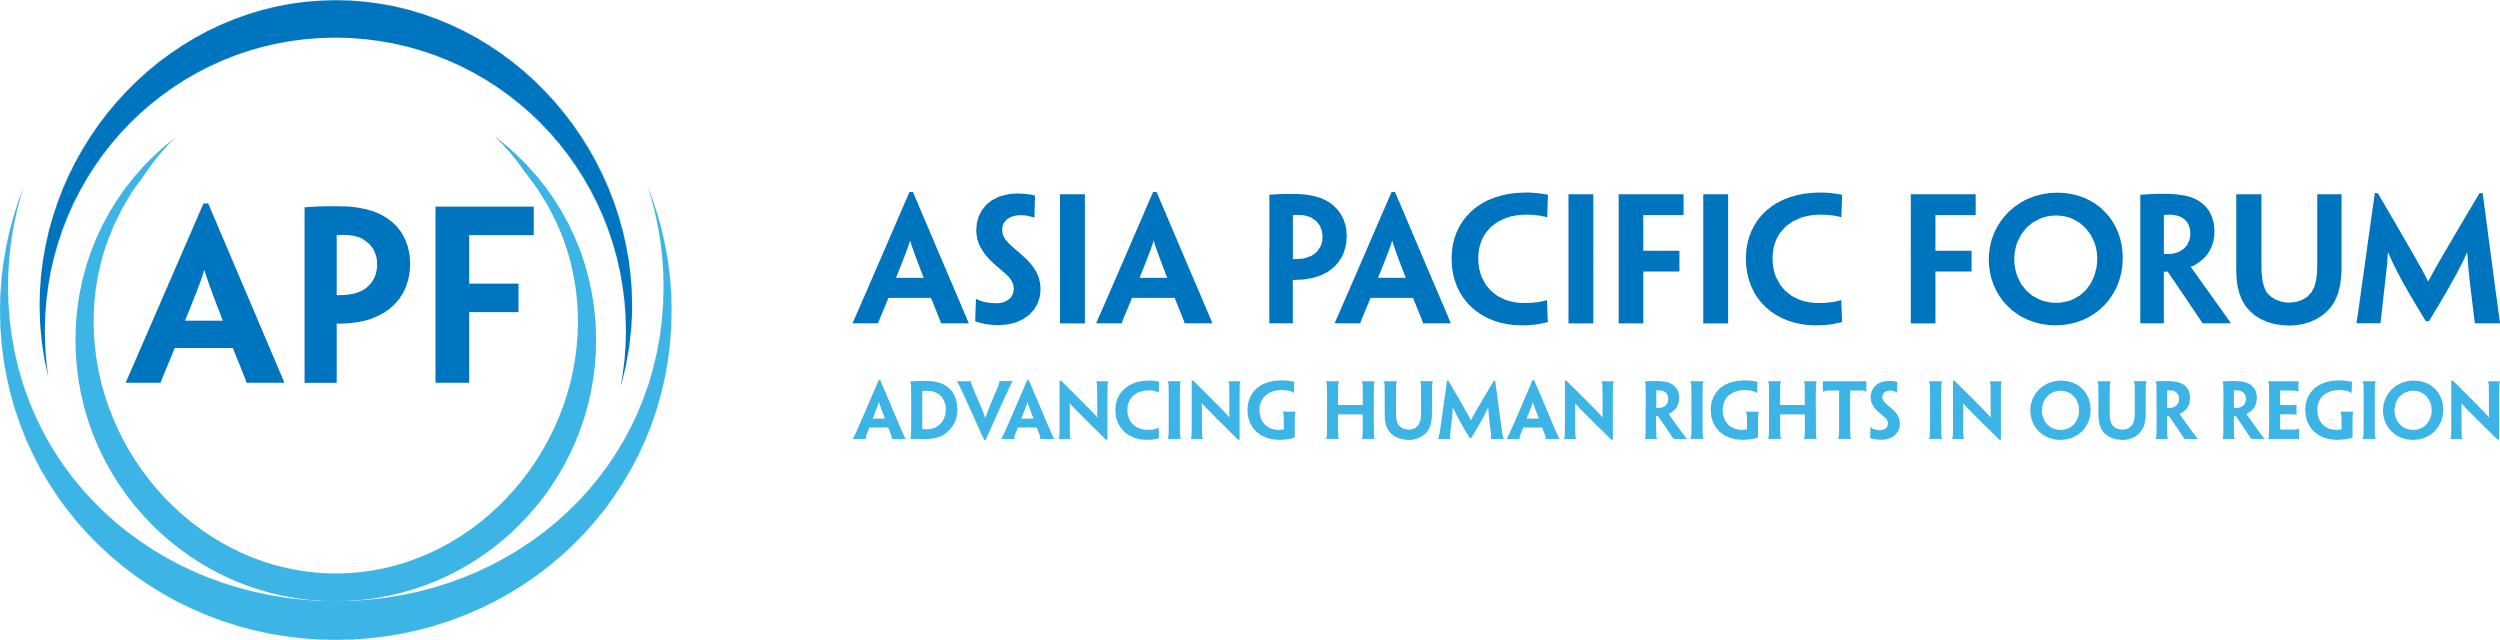 APF
ASIA PACIFIC FORUM
ADVANCING HUMAN RIGHTS IN OUR REGION